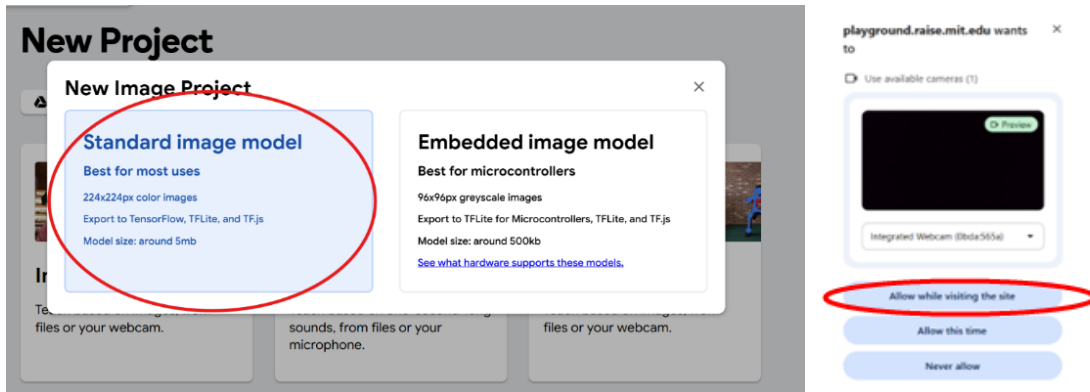 New Project
New Image Project
Standard image model
Best for most uses
224x224px color images
Export to TensorFlow, TFLite, and TF.js
Model size: around 5mb
Embedded image model
Best for microcontrollers
96x96px greyscale images
Export to TFLite for Microcontrollers, TFLite, and TF.js
Model size: around 500kb
See what hardware supports these models.
files or your webcam.
sounds, from files or your
microphone.
files or your webcam.
playground.raise.mit.edu wants
to
Use available cameras (1)
Preview
Integrated Webcam (0bda:565a)
Allow while visiting the site
Allow this time
Never allow